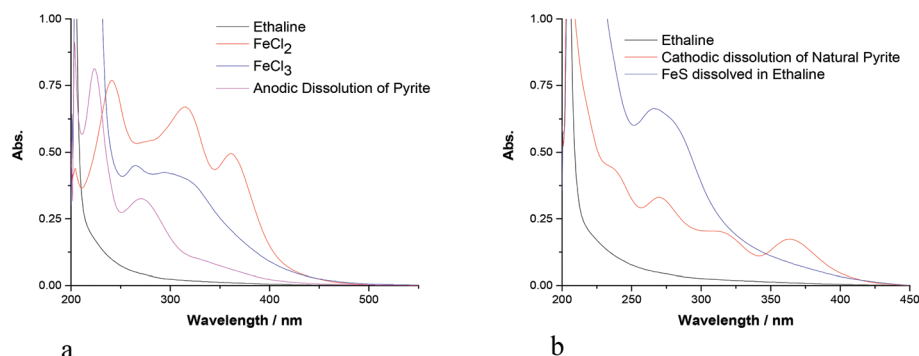 Ethaline
FeCl2
FeCl3
Anodic Dissolution of Pyrite
Abs.
1.00
0.75
0.50
0.25
0.00
200 300 400 500
Wavelength / nm
a
Ethaline
Cathodic dissolution of Natural Pyrite
FeS dissolved in Ethaline
Abs.
1.00
0.75
0.50
0.25
0.00
200 250 300 350 400 450
Wavelength / nm
b